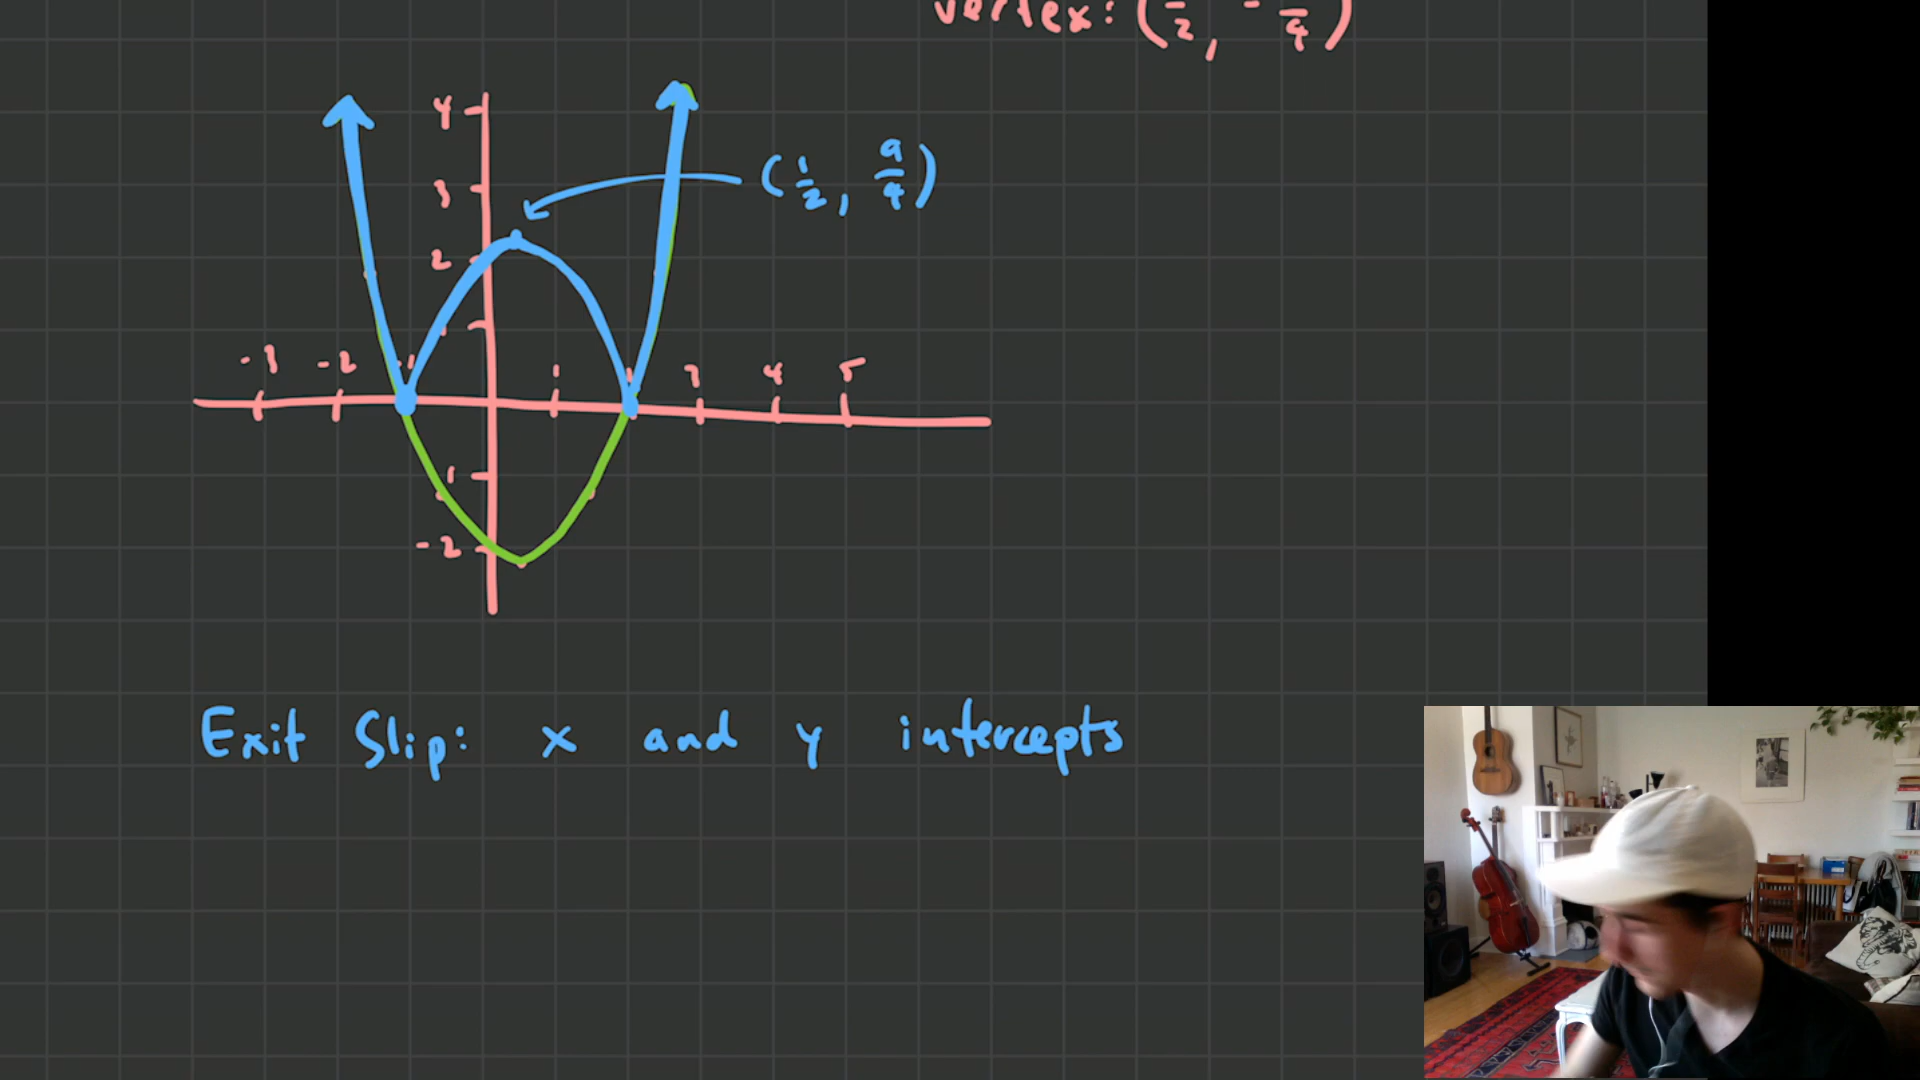 vertex: (1/2, - 9/4)
4
(1/2, 9/4)
3
2
-3 -2 -1 1 3 4 5
1
-2
Exit Slip: x and y intercepts